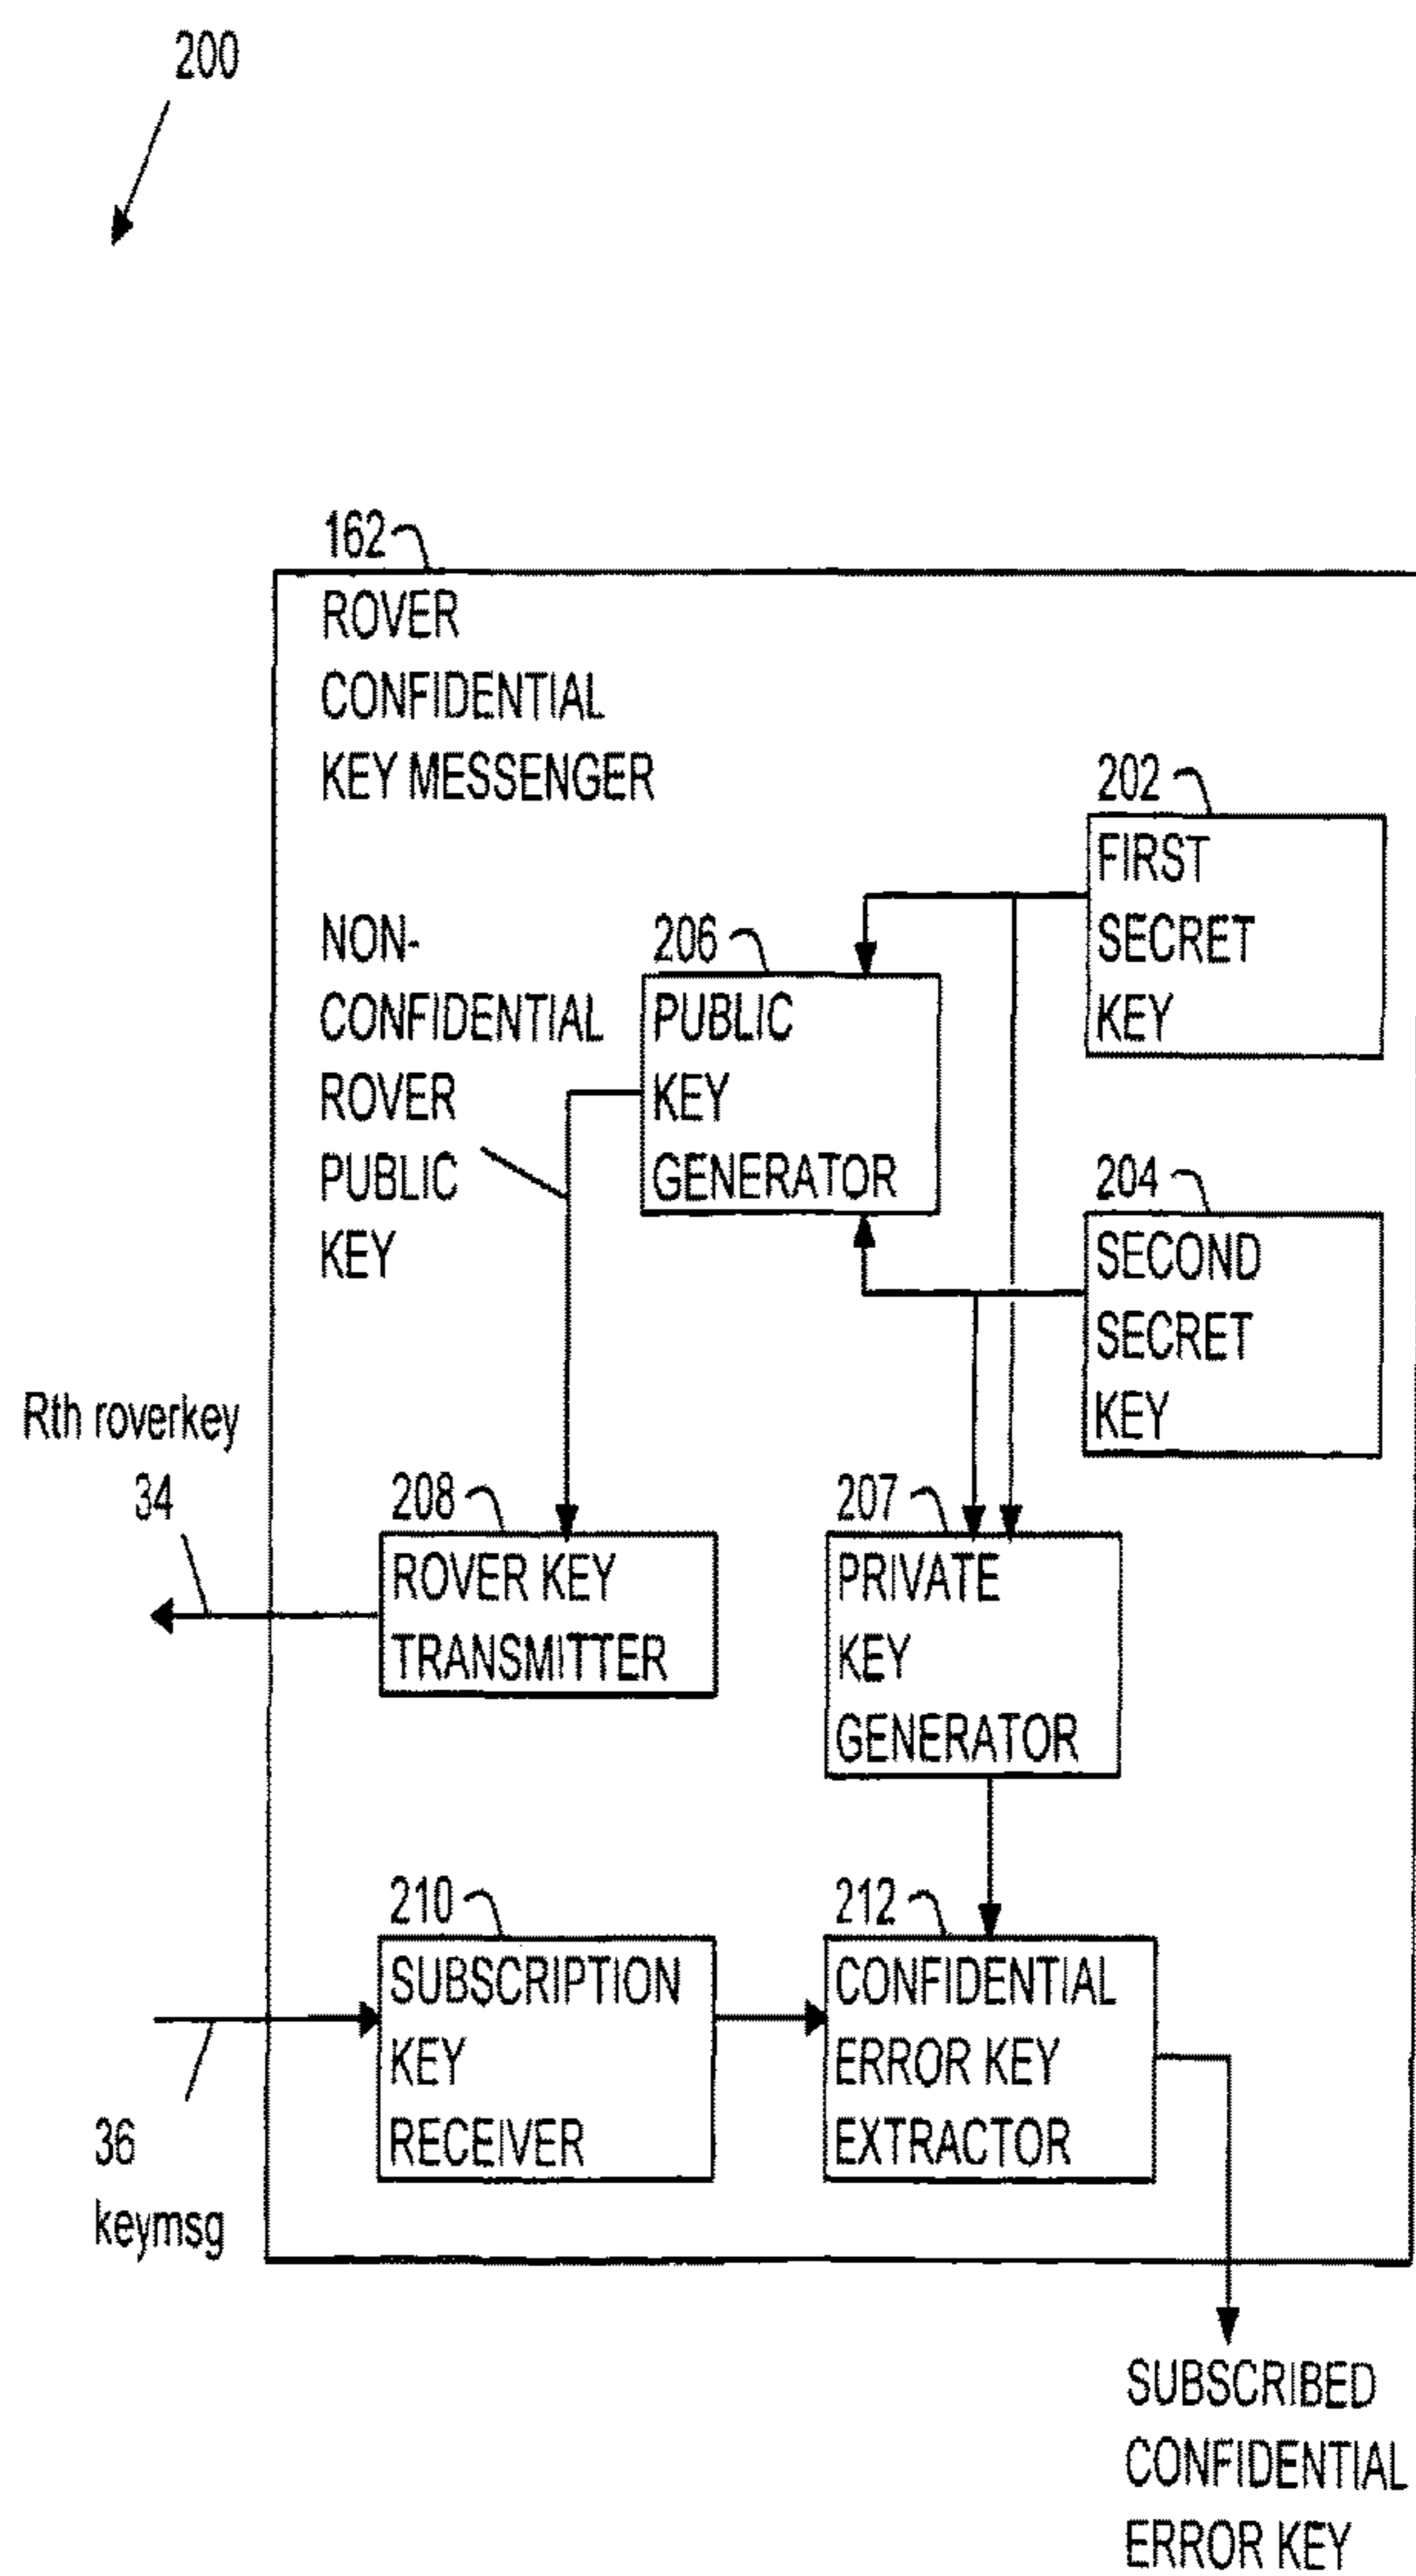 200
162
ROVER
CONFIDENTIAL
KEY MESSENGER
202
FIRST
SECRET
KEY
NON-
CONFIDENTIAL
ROVER
PUBLIC
KEY
206
PUBLIC
KEY
GENERATOR
204
SECOND
SECRET
KEY
Rth roverkey
34
208
ROVER KEY
TRANSMITTER
207
PRIVATE
KEY
GENERATOR
210
SUBSCRIPTION
KEY
RECEIVER
212
CONFIDENTIAL
ERROR KEY
EXTRACTOR
36
keymsg
SUBSCRIBED
CONFIDENTIAL
ERROR KEY